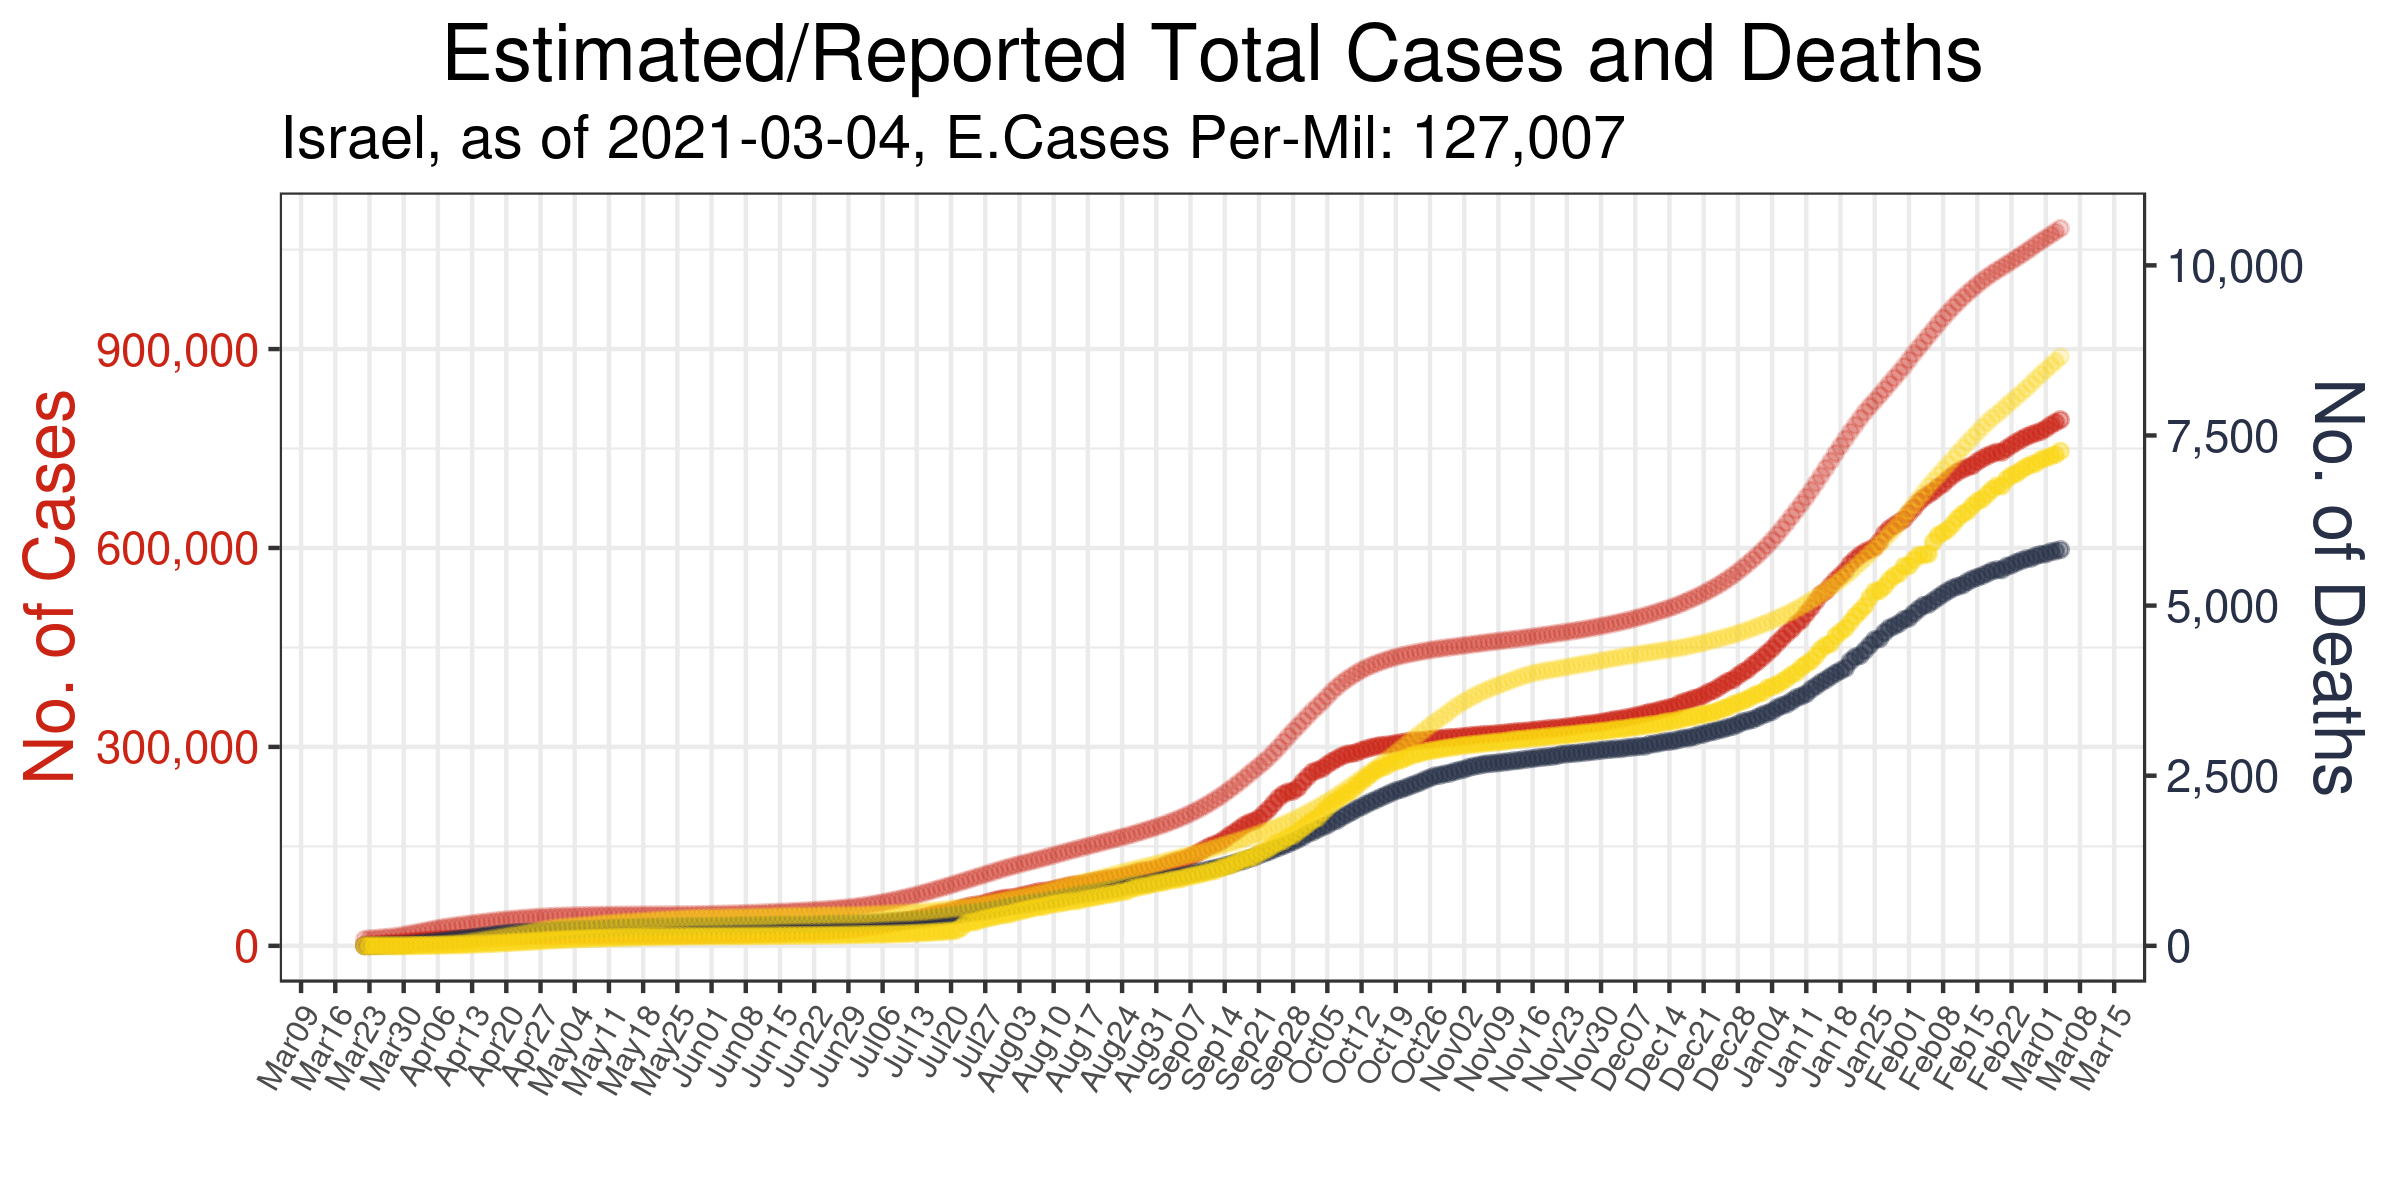 Estimated/Reported Total Cases and Deaths
Israel, as of 2021-03-04, E.Cases Per-Mil: 127,007
No. of Cases
900,000
600,000
300,000
0
10,000
7,500
5,000
2,500
0
No. of Deaths
Mar09
Mar16
Mar23
Mar30
Apr06
Apr13
Apr20
Apr27
May04
May11
May18
May25
Jun01
Jun08
Jun15
Jun22
Jun29
Jul06
Jul13
Jul20
Jul27
Aug03
Aug10
Aug17
Aug24
Aug31
Sep07
Sep14
Sep21
Sep28
Oct05
Oct12
Oct19
Oct26
Nov02
Nov09
Nov16
Nov23
Nov30
Dec07
Dec14
Dec21
Dec28
Jan04
Jan11
Jan18
Jan25
Feb01
Feb08
Feb15
Feb22
Mar01
Mar08
Mar15